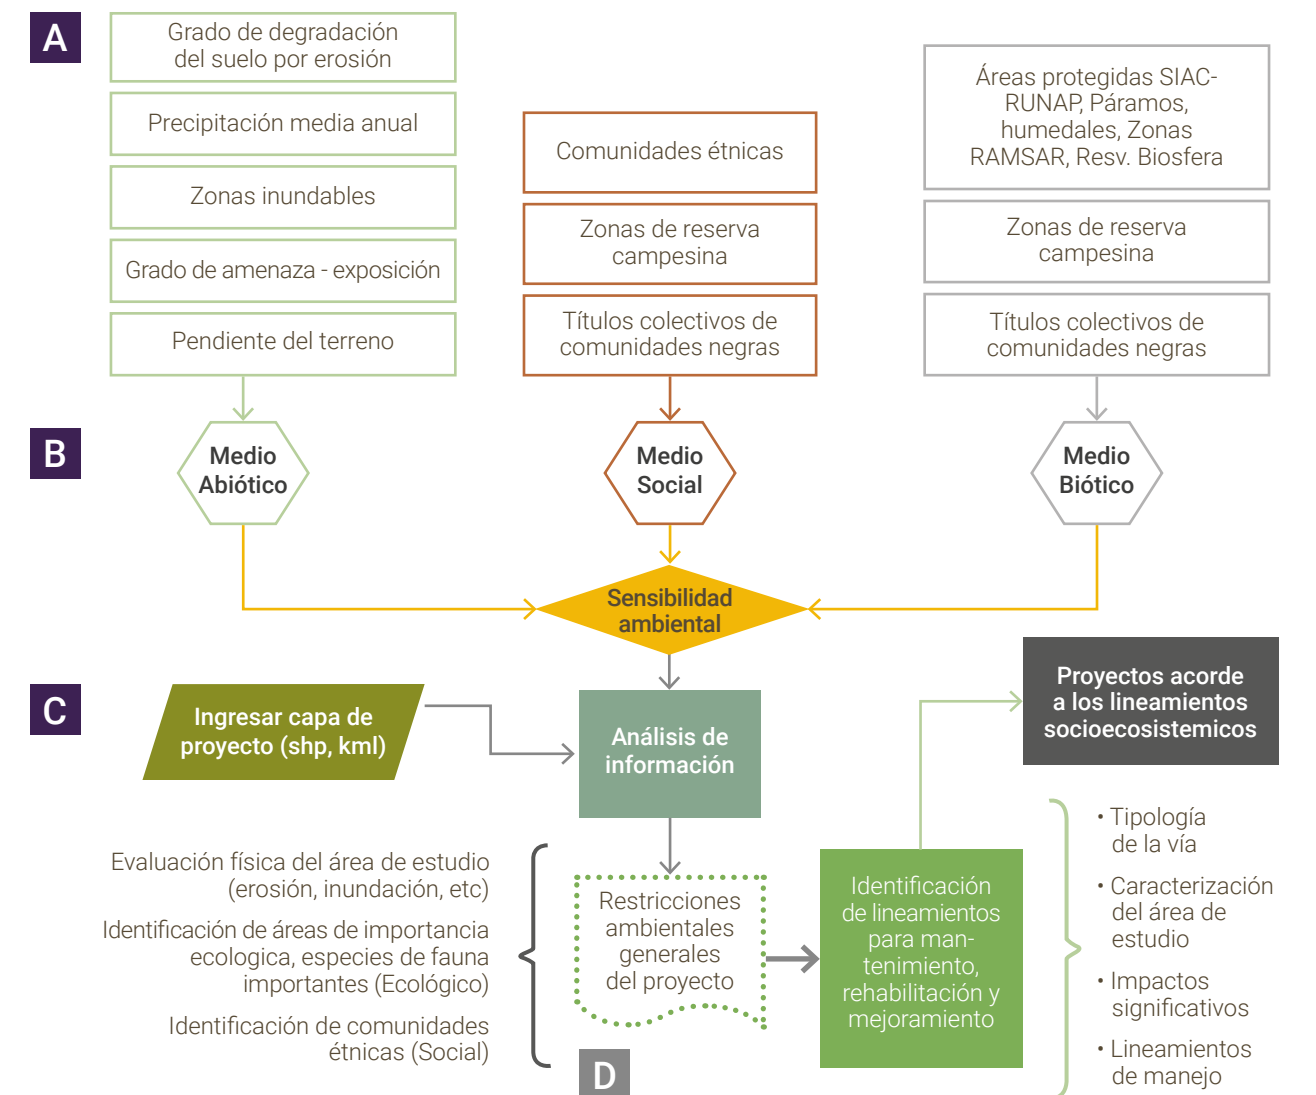 A
Grado de degradación
del suelo por erosión
Precipitación media anual
Zonas inundables
Grado de amenaza - exposición
Pendiente del terreno
Comunidades étnicas
Zonas de reserva
campesina
Títulos colectivos de
comunidades negras
Áreas protegidas SIAC-
RUNAP, Páramos,
humedales, Zonas
RAMSAR, Resv. Biosfera
Zonas de reserva
campesina
Títulos colectivos de
comunidades negras
B
Medio
Abiótico
Medio
Social
Medio
Biótico
Sensibilidad
ambiental
C
Ingresar capa de
proyecto (shp, kml)
Análisis de
información
Proyectos acorde
a los lineamientos
socioecosistemicos
Evaluación física del área de estudio
(erosión, inundación, etc)
Identificación de áreas de importancia
ecologica, especies de fauna
importantes (Ecológico)
Identificación de comunidades
étnicas (Social)
Restricciones
ambientales
generales
del proyecto
D
Identificación
de lineamientos
para man-
tenimiento,
rehabilitación y
mejoramiento
• Tipología
de la vía
• Caracterización
del área de
estudio
• Impactos
significativos
• Lineamientos
de manejo